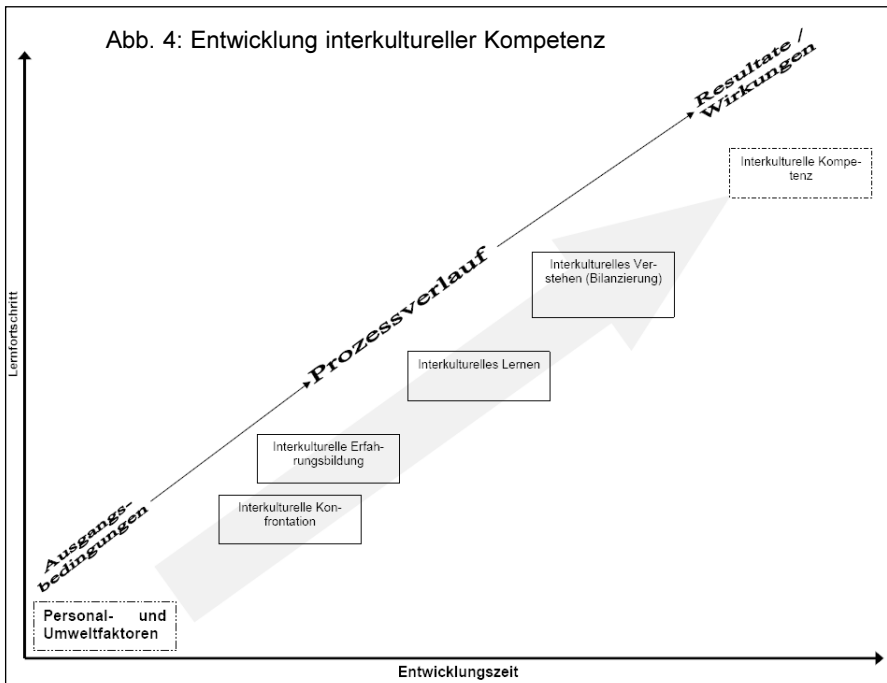 Abb. 4: Entwicklung interkultureller Kompetenz
Resultate /
Wirkungen
Interkulturelle Kompe-
tenz
Prozessverlauf
Interkulturelles Ver-
stehen (Bilanzierung)
Lernfortschritt
Interkulturelles Lernen
Interkulturelle Erfah-
rungsbildung
Interkulturelle Kon-
frontation
Ausgangs-
bedingungen
Personal- und
Umweltfaktoren
Entwicklungszeit